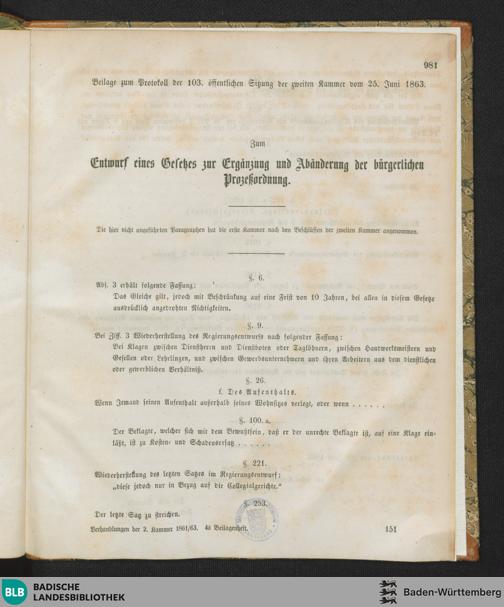 981
Beilage zum Protokoll der 103. öffentlichen Sitzung der zweiten Kammer vom 25. Juni 1863.
Zum
Entwurf eines Gesetzes zur Ergänzung und Abänderung der bürgerlichen
Prozeßordnung.
Die hier nicht angeführten Paragraphen hat die erste Kammer nach den Beschlüssen der zweiten Kammer angenommen.
§. 6.
Abs. 3 erhält folgende Fassung:
Das Gleiche gilt, jedoch mit Beschränkung auf eine Frist von 10 Jahren, bei allen in diesem Gesetze
ausdrücklich angedrohten Nichtigkeiten.
§. 9.
Bei Ziff. 3 Wiederherstellung des Regierungsentwurfs nach folgender Fassung:
Bei Klagen zwischen Dienstherrn und Dienstboten oder Taglöhnern, zwischen Handwerksmeistern und
Gesellen oder Lehrlingen, und zwischen Gewerbsunternehmern und ihren Arbeitern aus dem dienstlichen
oder gewerblichen Verhältniß.
§. 26.
f. Des Aufenthalts.
Wenn Jemand seinen Aufenthalt außerhalb seines Wohnsitzes verlegt, oder wenn . . . . . .
§. 100. a.
Der Beklagte, welcher sich mit dem Bewußtsein, daß er der unrechte Beklagte ist, auf eine Klage ein-
läßt, ist zu Kosten- und Schadensersatz . . . . . .
§. 221.
Wiederherstellung des letzten Satzes im Regierungsentwurf:
„diese jedoch nur in Bezug auf die Collegialgerichte.“
§. 253.
Der letzte Satz zu streichen.
Verhandlungen der 2. Kammer 1861/63. 4s Beilagenheft. 151
BLB BADISCHE LANDESBIBLIOTHEK
Baden-Württemberg